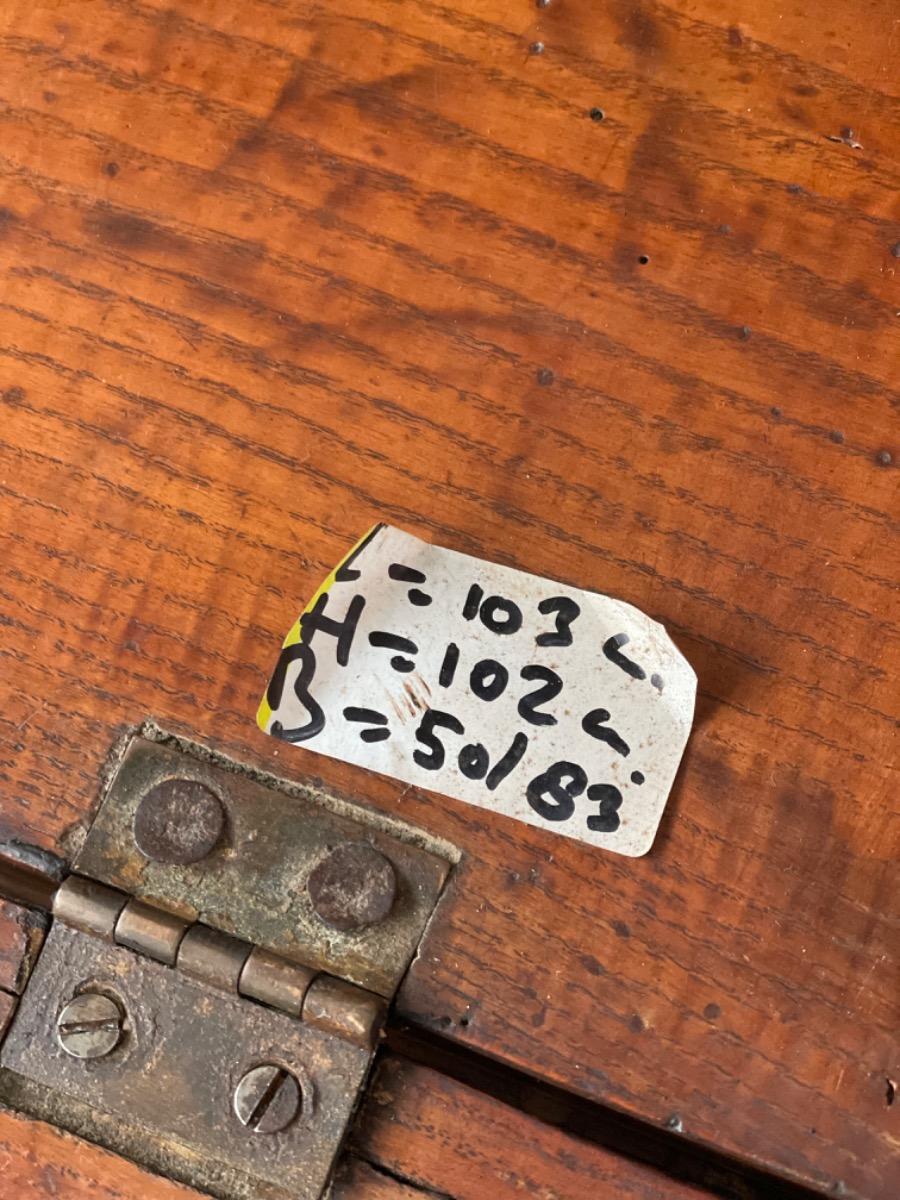 L = 103 c.
H = 102 c
B = 50/83.